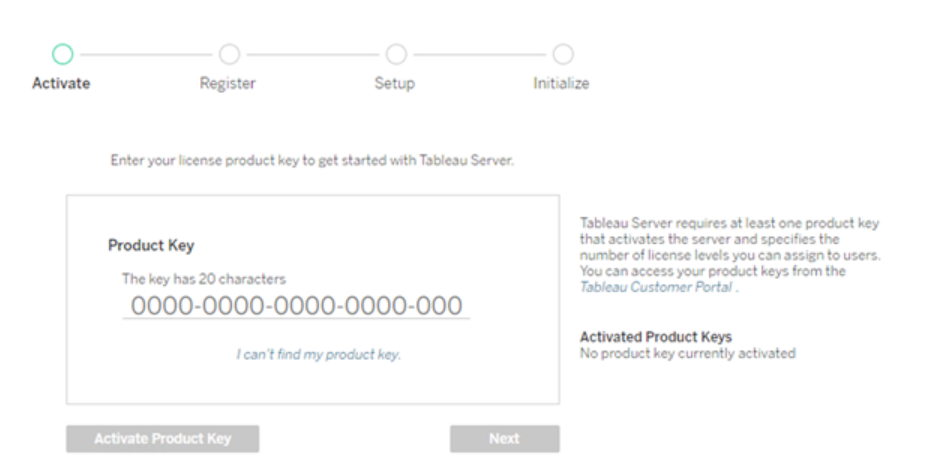 Activate Register Setup Initialize
Enter your license product key to get started with Tableau Server.
Product Key
The key has 20 characters
0000-0000-0000-0000-000
I can't find my product key.
Activate Product Key
Next
Tableau Server requires at least one product key
that activates the server and specifies the
number of license levels you can assign to users.
You can access your product keys from the
Tableau Customer Portal .
Activated Product Keys
No product key currently activated